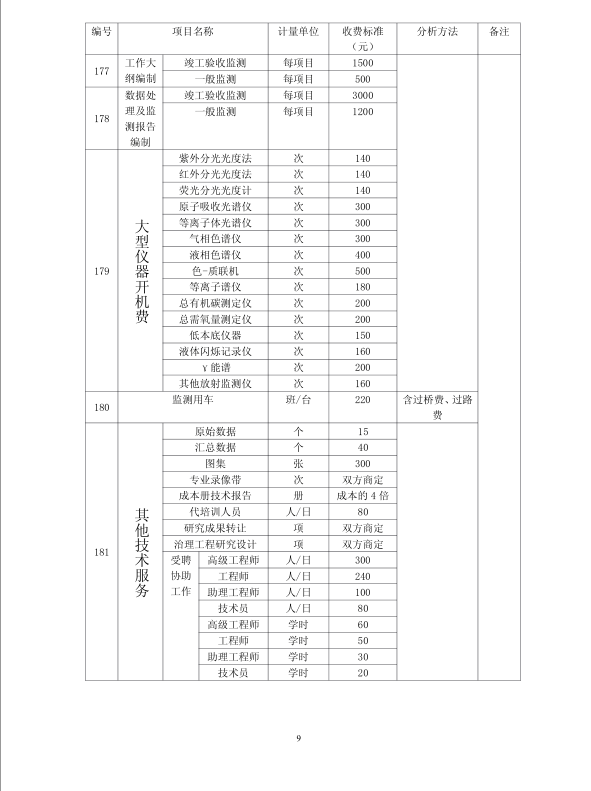 编号 项目名称 计量单位 收费标准 分析方法 备注
（元）
177 工作大 竣工验收监测 每项目 1500
纲编制 一般监测 每项目 500
178 数据处 竣工验收监测 每项目 3000
理及监 一般监测 每项目 1200
测报告
编制
179 大型仪器开机费 紫外分光光度法 次 140
红外分光光度法 次 140
荧光分光光度计 次 140
原子吸收光谱仪 次 300
等离子体光谱仪 次 300
气相色谱仪 次 300
液相色谱仪 次 400
色-质联机 次 500
等离子谱仪 次 180
总有机碳测定仪 次 200
总需氧量测定仪 次 200
低本底仪器 次 150
液体闪烁记录仪 次 160
γ能谱 次 200
其他放射监测仪 次 160
180 监测用车 班/台 220 含过桥费、过路
费
181 其他技术服务 原始数据 个 15
汇总数据 个 40
图集 张 300
专业录像带 次 双方商定
成本册技术报告 册 成本的 4 倍
代培训人员 人/日 80
研究成果转让 项 双方商定
治理工程研究设计 项 双方商定
受聘 高级工程师 人/日 300
协助 工程师 人/日 240
工作 助理工程师 人/日 100
技术员 人/日 80
高级工程师 学时 60
工程师 学时 50
助理工程师 学时 30
技术员 学时 20
9